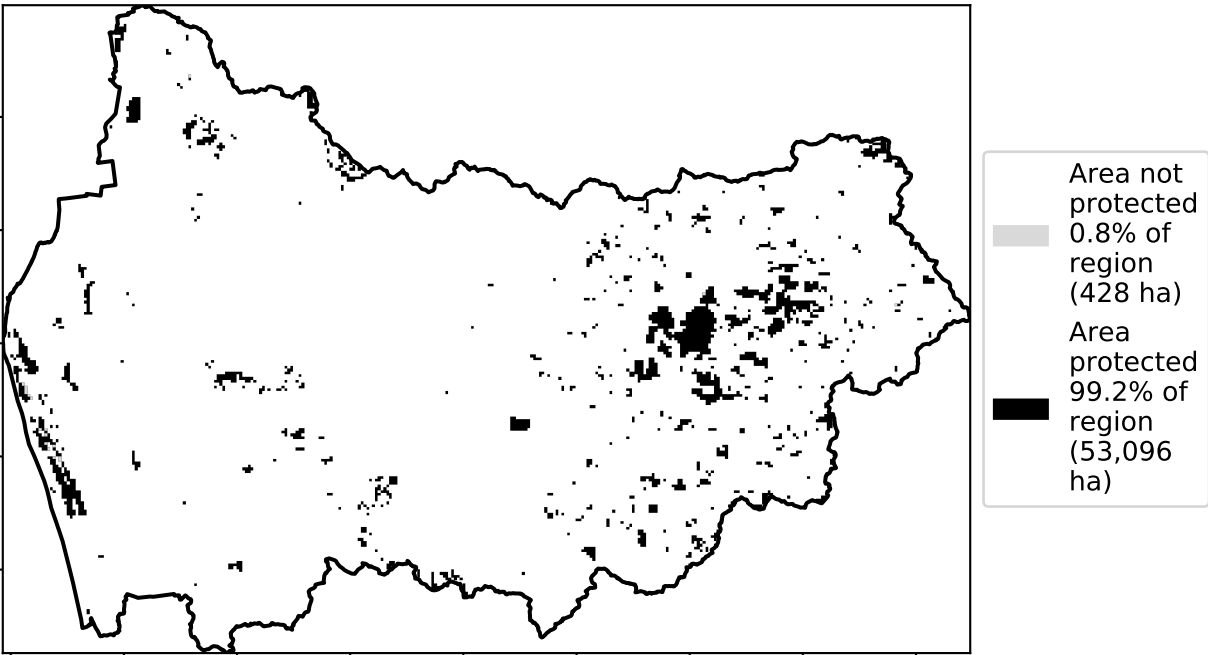 Area not
protected
0.8% of
region
(428 ha)
Area
protected
99.2% of
region
(53,096
ha)